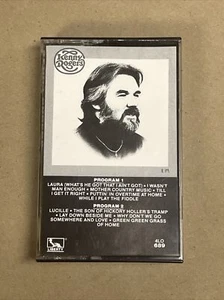 Kenny
Rogers
PROGRAM 1
LAURA (WHAT'S HE GOT THAT I AIN'T GOT) • I WASN'T
MAN ENOUGH • MOTHER COUNTRY MUSIC • TILL
I GET IT RIGHT • PUTTIN' IN OVERTIME AT HOME •
WHILE I PLAY THE FIDDLE
PROGRAM 2
LUCILLE • THE SON OF HICKORY HOLLER'S TRAMP
• LAY DOWN BESIDE ME • WHY DON'T WE GO
SOMEWHERE AND LOVE • GREEN GREEN GRASS
OF HOME
LIBERTY
4LO
689